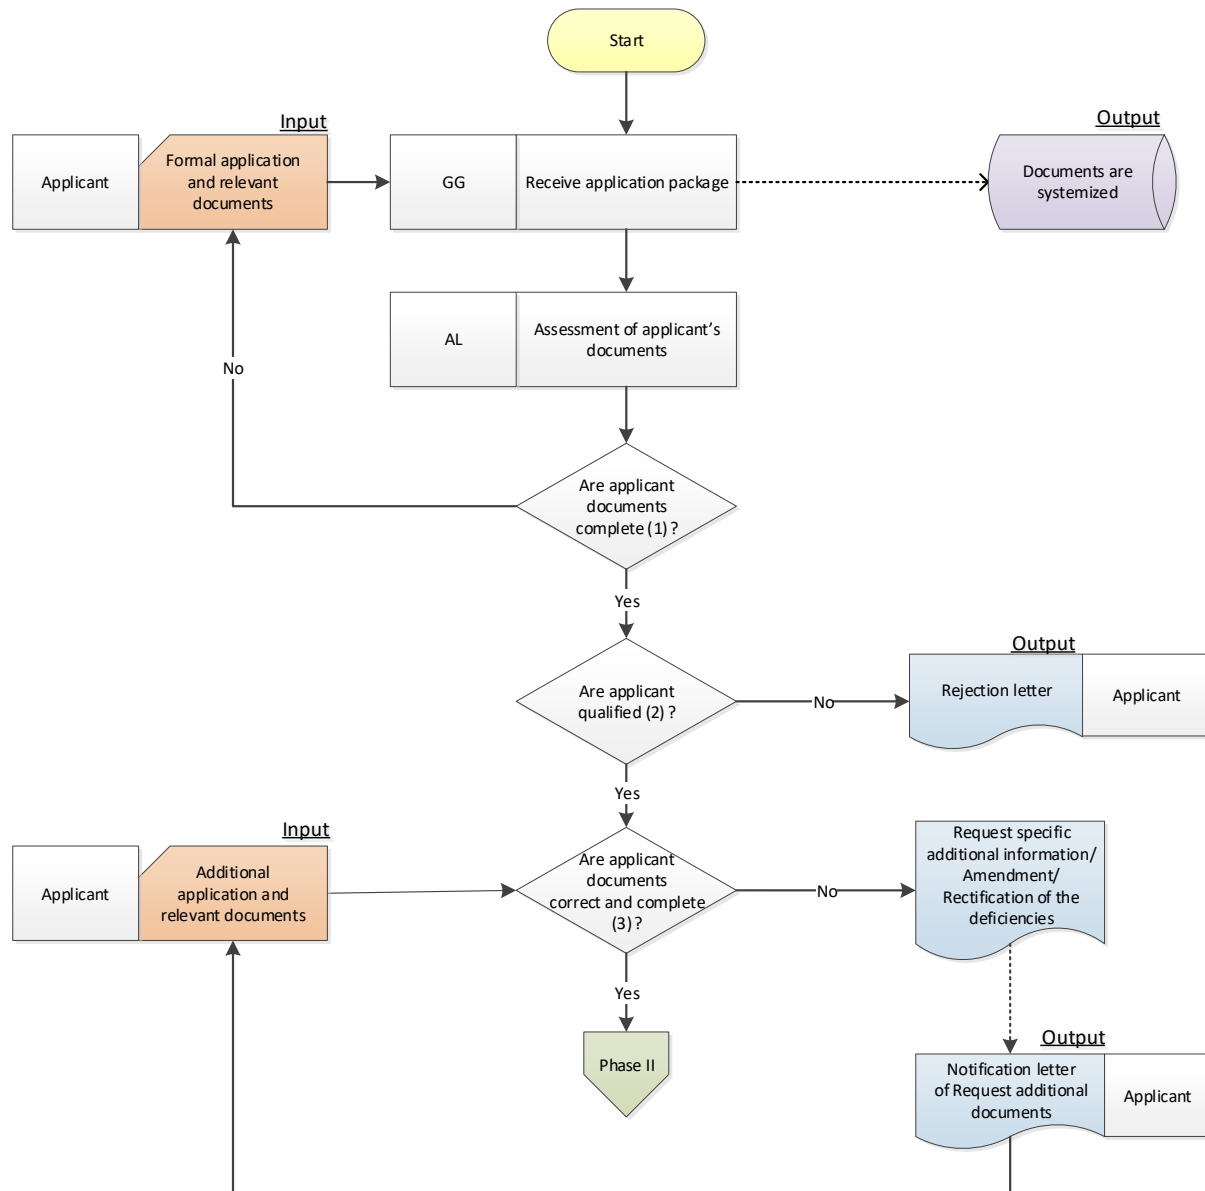 Start
Input
Output
Applicant
Formal application
and relevant
documents
GG
Receive application package
Documents are
systemized
AL
Assessment of applicant's
documents
No
Are applicant
documents
complete (1) ?
Yes
Output
Are applicant
qualified (2) ?
No
Rejection letter
Applicant
Yes
Input
Applicant
Additional
application and
relevant documents
Are applicant
documents
correct and complete
(3) ?
No
Request specific
additional information/
Amendment/
Rectification of the
deficiencies
Yes
Output
Phase II
Notification letter
of Request additional
documents
Applicant